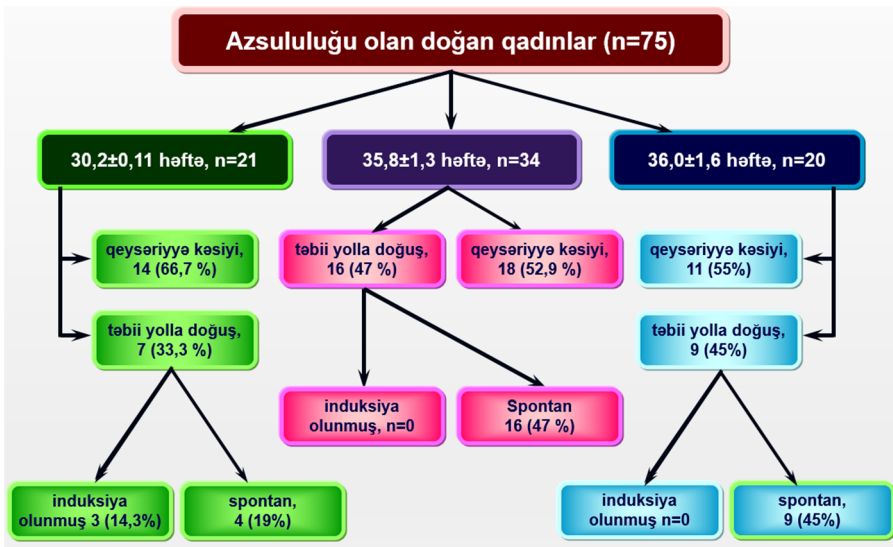 Azsululuğu olan doğan qadınlar (n=75)
30,2±0,11 həftə, n=21
35,8±1,3 həftə, n=34
36,0±1,6 həftə, n=20
qeysəriyyə kəsiyi,
14 (66,7 %)
təbii yolla doğuş,
16 (47 %)
qeysəriyyə kəsiyi,
18 (52,9 %)
qeysəriyyə kəsiyi,
11 (55%)
təbii yolla doğuş,
7 (33,3 %)
təbii yolla doğuş,
9 (45%)
induksiya
olunmuş, n=0
Spontan
16 (47 %)
induksiya
olunmuş 3 (14,3%)
spontan,
4 (19%)
induksiya
olunmuş n=0
spontan,
9 (45%)